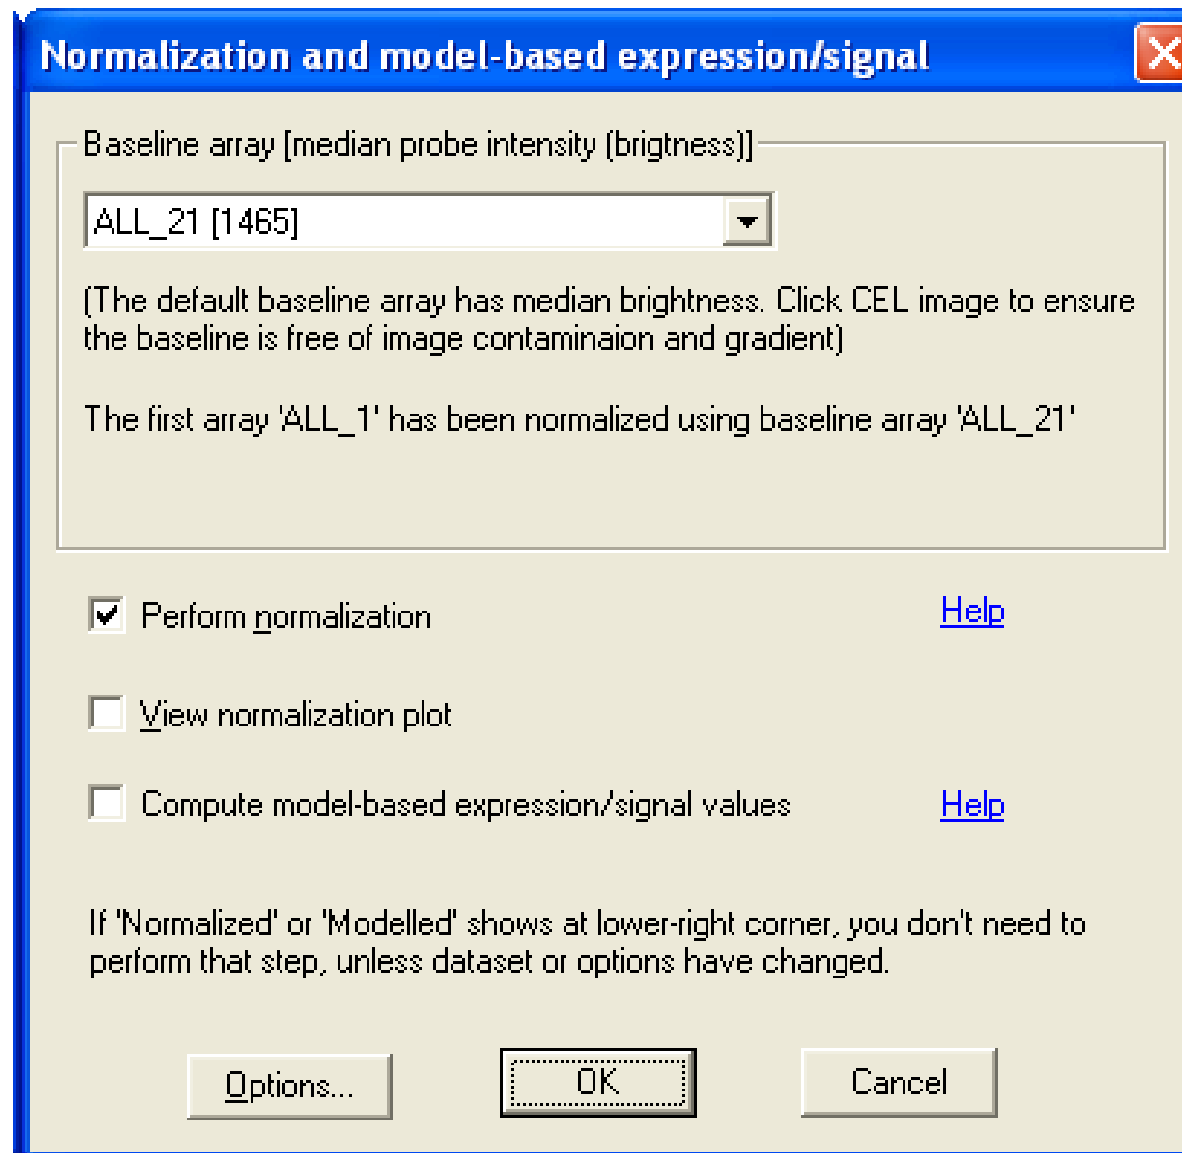 Normalization and model-based expression/signal
Baseline array [median probe intensity (brigtness)]
ALL_21 [1465]
(The default baseline array has median brightness. Click CEL image to ensure
the baseline is free of image contaminaion and gradient)
The first array 'ALL_1' has been normalized using baseline array 'ALL_21'
Perform normalization Help
View normalization plot
Compute model-based expression/signal values Help
If 'Normalized' or 'Modelled' shows at lower-right corner, you don't need to
perform that step, unless dataset or options have changed.
Options... OK Cancel